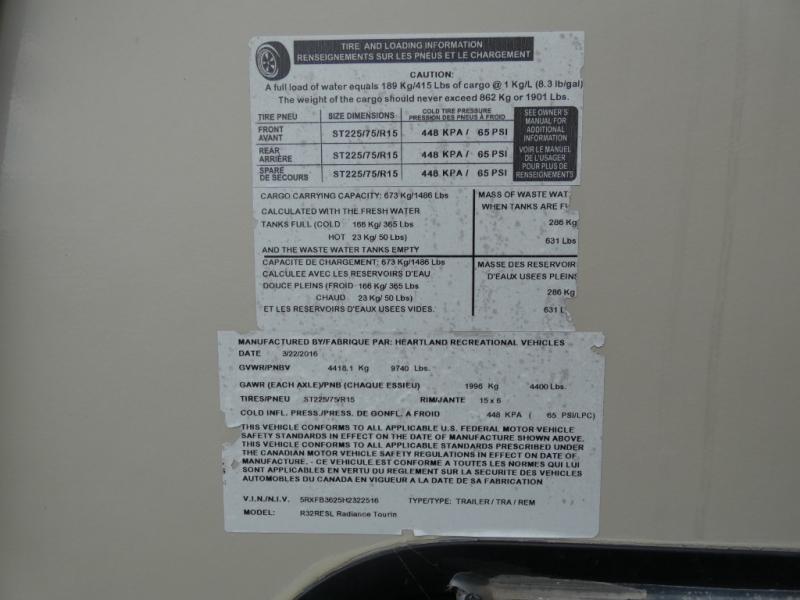 TIRE AND LOADING INFORMATION
RENSEIGNEMENTS SUR LES PNEUS ET LE CHARGEMENT
CAUTION:
A full load of water equals 189 Kg/415 Lbs of cargo @ 1 Kg/L (8.3 lb/gal)
The weight of the cargo should never exceed 862 Kg or 1901 Lbs.
TIRE PNEU SIZE DIMENSIONS COLD TIRE PRESSURE
PRESSION DES PNEUS À FROID
FRONT
AVANT ST225/75/R15 448 KPA / 65 PSI
REAR
ARRIÈRE ST225/75/R15 448 KPA / 65 PSI
SPARE
DE SECOURS ST225/75/R15 448 KPA / 65 PSI
SEE OWNER'S
MANUAL FOR
ADDITIONAL
INFORMATION
VOIR LE MANUEL
DE L'USAGER
POUR PLUS DE
RENSEIGNEMENTS
CARGO CARRYING CAPACITY: 673 Kg/1486 Lbs
CALCULATED WITH THE FRESH WATER
TANKS FULL (COLD 166 Kg/ 365 Lbs
HOT 23 Kg/ 50 Lbs)
AND THE WASTE WATER TANKS EMPTY
MASS OF WASTE WAT
WHEN TANKS ARE FU
286 Kg
631 Lbs
CAPACITE DE CHARGEMENT: 673 Kg/1486 Lbs
CALCULEE AVEC LES RESERVOIRS D'EAU
DOUCE PLEINS (FROID 166 Kg/ 365 Lbs
CHAUD 23 Kg/ 50 Lbs)
ET LES RESERVOIRS D'EAUX USEES VIDES.
MASSE DES RESERVOIR
D'EAUX USEES PLEINS
286 Kg
631 L
MANUFACTURED BY/FABRIQUE PAR: HEARTLAND RECREATIONAL VEHICLES
DATE 3/22/2016
GVWR/PNBV 4418.1 Kg 9740 Lbs.
GAWR (EACH AXLE)/PNB (CHAQUE ESSIEU) 1996 Kg 4400 Lbs.
TIRES/PNEU ST225/75/R15 RIM/JANTE 15 x 6
COLD INFL. PRESS./PRESS. DE GONFL. A FROID 448 KPA ( 65 PSI/LPC)
THIS VEHICLE CONFORMS TO ALL APPLICABLE U.S. FEDERAL MOTOR VEHICLE
SAFETY STANDARDS IN EFFECT ON THE DATE OF MANUFACTURE SHOWN ABOVE.
THIS VEHICLE CONFORMS TO ALL APPLICABLE STANDARDS PRESCRIBED UNDER
THE CANADIAN MOTOR VEHICLE SAFETY REGULATIONS IN EFFECT ON DATE OF
MANUFACTURE. - CE VEHICULE EST CONFORME A TOUTES LES NORMES QUI LUI
SONT APPLICABLES EN VERTU DU REGLEMENT SUR LA SECURITE DES VEHICLES
AUTOMOBILES DU CANADA EN VIGUEUR A LA DATE DE SA FABRICATION
V.I.N./N.I.V. 5RXFB3625H2322516 TYPE/TYPE: TRAILER / TRA / REM
MODEL: R32RESL Radiance Tourin